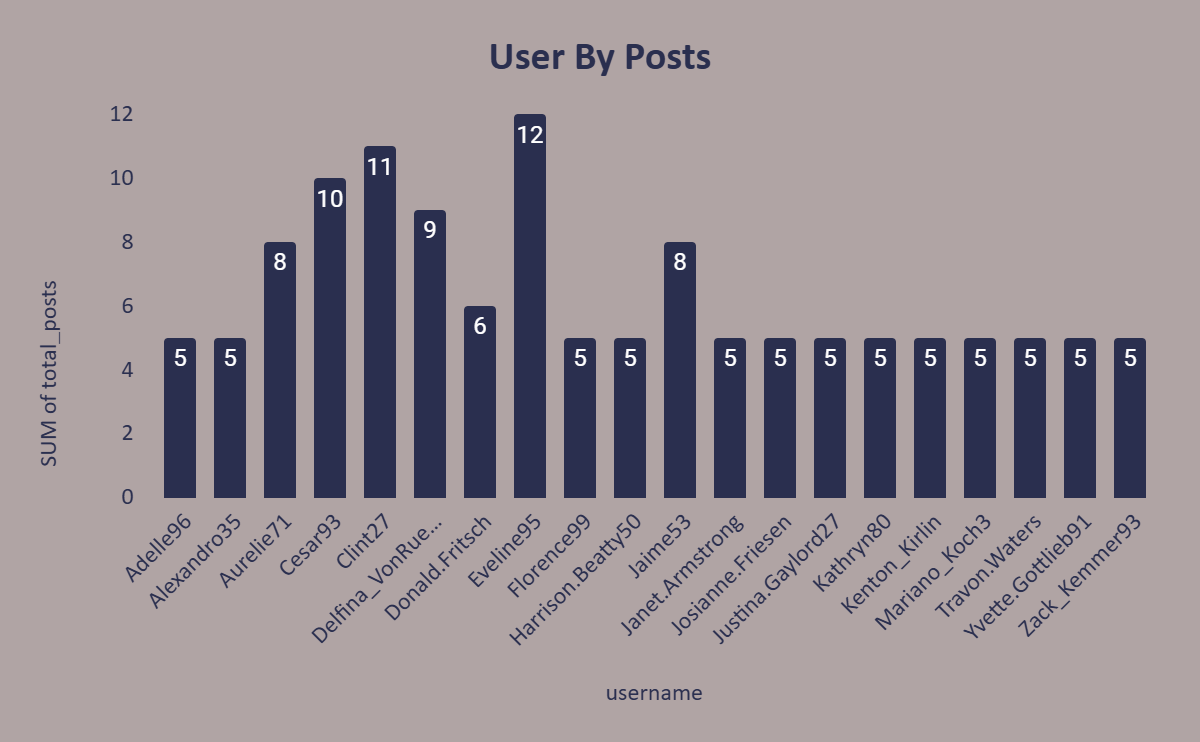 User By Posts
SUM of total_posts
12
10
8
6
4
2
0
5
5
8
10
11
9
6
12
5
5
8
5
5
5
5
5
5
5
5
5
Adelle96
Alexandro35
Aurelie71
Cesar93
Clint27
Delfina_VonRue...
Donald.Fritsch
Eveline95
Florence99
Harrison.Beatty50
Jaime53
Janet.Armstrong
Josianne.Friesen
Justina.Gaylord27
Kathryn80
Kenton_Kirlin
Mariano_Koch3
Travon.Waters
Yvette.Gottlieb91
Zack_Kemmer93
username